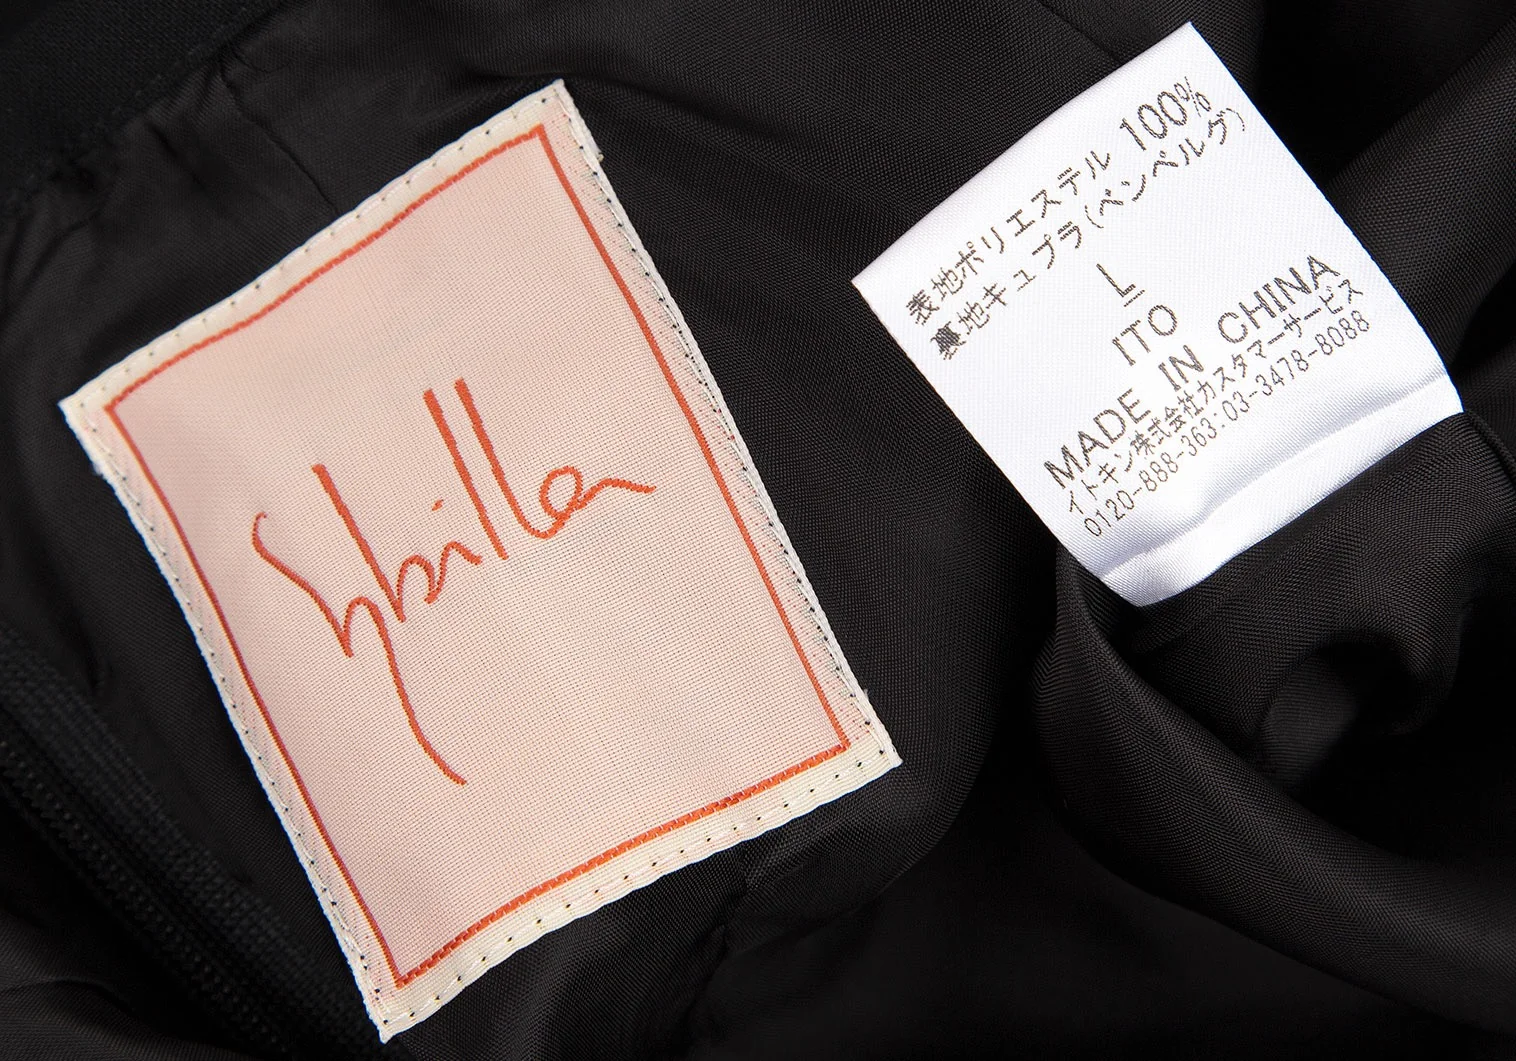 Sybilla
表地ポリエステル 100%
裏地キュプラ(ベンベルグ)
L
ITO
MADE IN CHINA
イトキン株式会社カスタマーサービス
0120-888-363:03-3478-8088